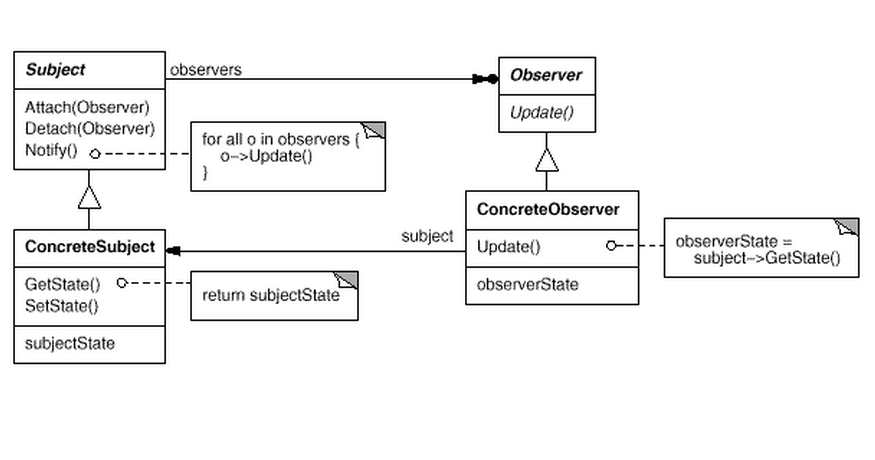 Subject
observers
Observer
Attach(Observer)
Detach(Observer)
Notify()
Update()
for all o in observers {
o–>Update()
}
ConcreteSubject
subject
ConcreteObserver
Update()
observerState =
subject–>GetState()
GetState()
SetState()
return subjectState
observerState
subjectState